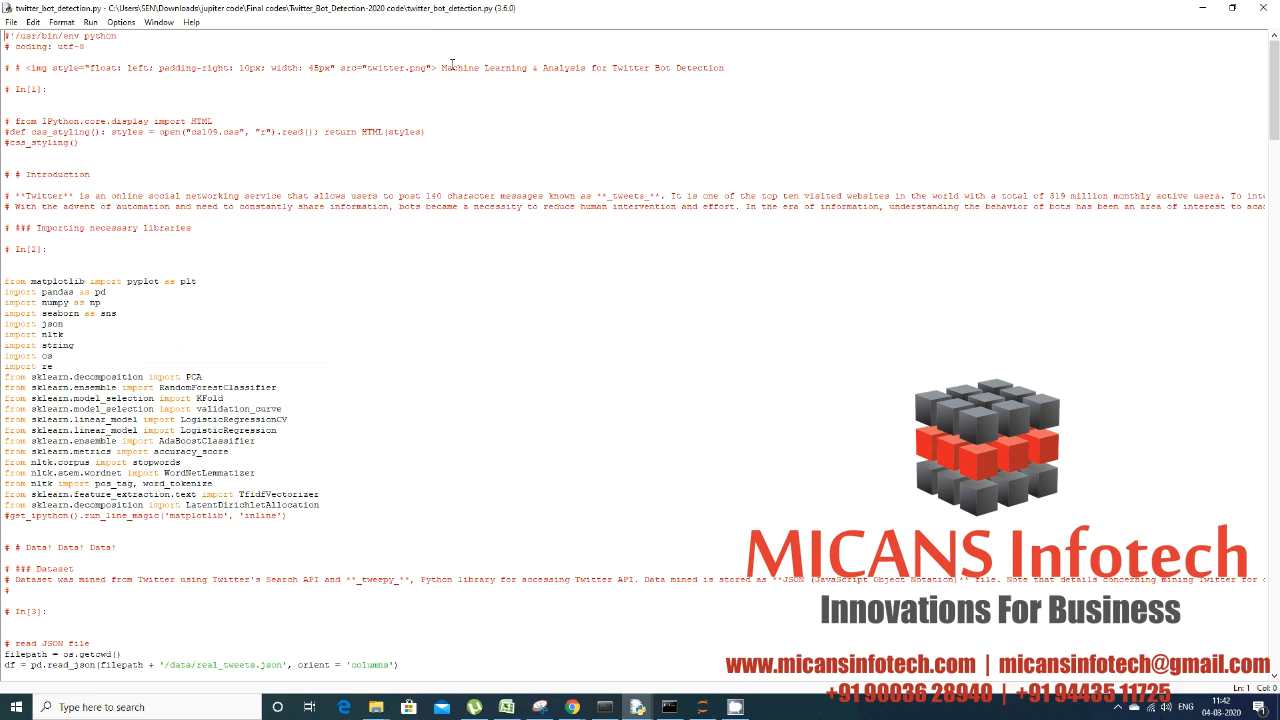 twitter_bot_detection.py - C:\Users\SEN\Downloads\jupiter code\Final codes\Twitter_Bot_Detection-2020 code\twitter_bot_detection.py (3.6.0)
File Edit Format Run Options Window Help
#!/usr/bin/env python
# coding: utf-8
# # <img style="float: left; padding-right: 10px; width: 45px" src="twitter.png"> Machine Learning & Analysis for Twitter Bot Detection
# In[1]:
# from IPython.core.display import HTML
#def css_styling(): styles = open("cs109.css", "r").read(); return HTML(styles)
#css_styling()
# # Introduction
# **Twitter** is an online social networking service that allows users to post 140 character messages known as **_tweets_**. It is one of the top ten visited websites in the world with a total of 319 million monthly active users. To inte
# With the advent of automation and need to constantly share information, bots became a necessity to reduce human intervention and effort. In the era of information, understanding the behavior of bots has been an area of interest to acad
# ### Importing necessary libraries
# In[2]:
from matplotlib import pyplot as plt
import pandas as pd
import numpy as np
import seaborn as sns
import json
import nltk
import string
import os
import re
from sklearn.decomposition import PCA
from sklearn.ensemble import RandomForestClassifier
from sklearn.model_selection import KFold
from sklearn.model_selection import validation_curve
from sklearn.linear_model import LogisticRegressionCV
from sklearn.linear_model import LogisticRegression
from sklearn.ensemble import AdaBoostClassifier
from sklearn.metrics import accuracy_score
from nltk.corpus import stopwords
from nltk.stem.wordnet import WordNetLemmatizer
from nltk import pos_tag, word_tokenize
from sklearn.feature_extraction.text import TfidfVectorizer
from sklearn.decomposition import LatentDirichletAllocation
#get_ipython().run_line_magic('matplotlib', 'inline')
# # Data! Data! Data!
# ### Dataset
# Dataset was mined from Twitter using Twitter's Search API and **_tweepy_**, Python library for accessing Twitter API. Data mined is stored as **JSON (JavaScript Object Notation)** file. Note that details concerning mining Twitter for
#
# In[3]:
# read JSON file
filepath = os.getcwd()
df = pd.read_json(filepath + '/data/real_tweets.json', orient = 'columns')
MICANS Infotech
Innovations For Business
www.micansinfotech.com | micansinfotech@gmail.com
+91 90036 28940 | +91 94435 11725
Ln: 1 Col: 0
Type here to search
ENG
11:42
04-08-2020